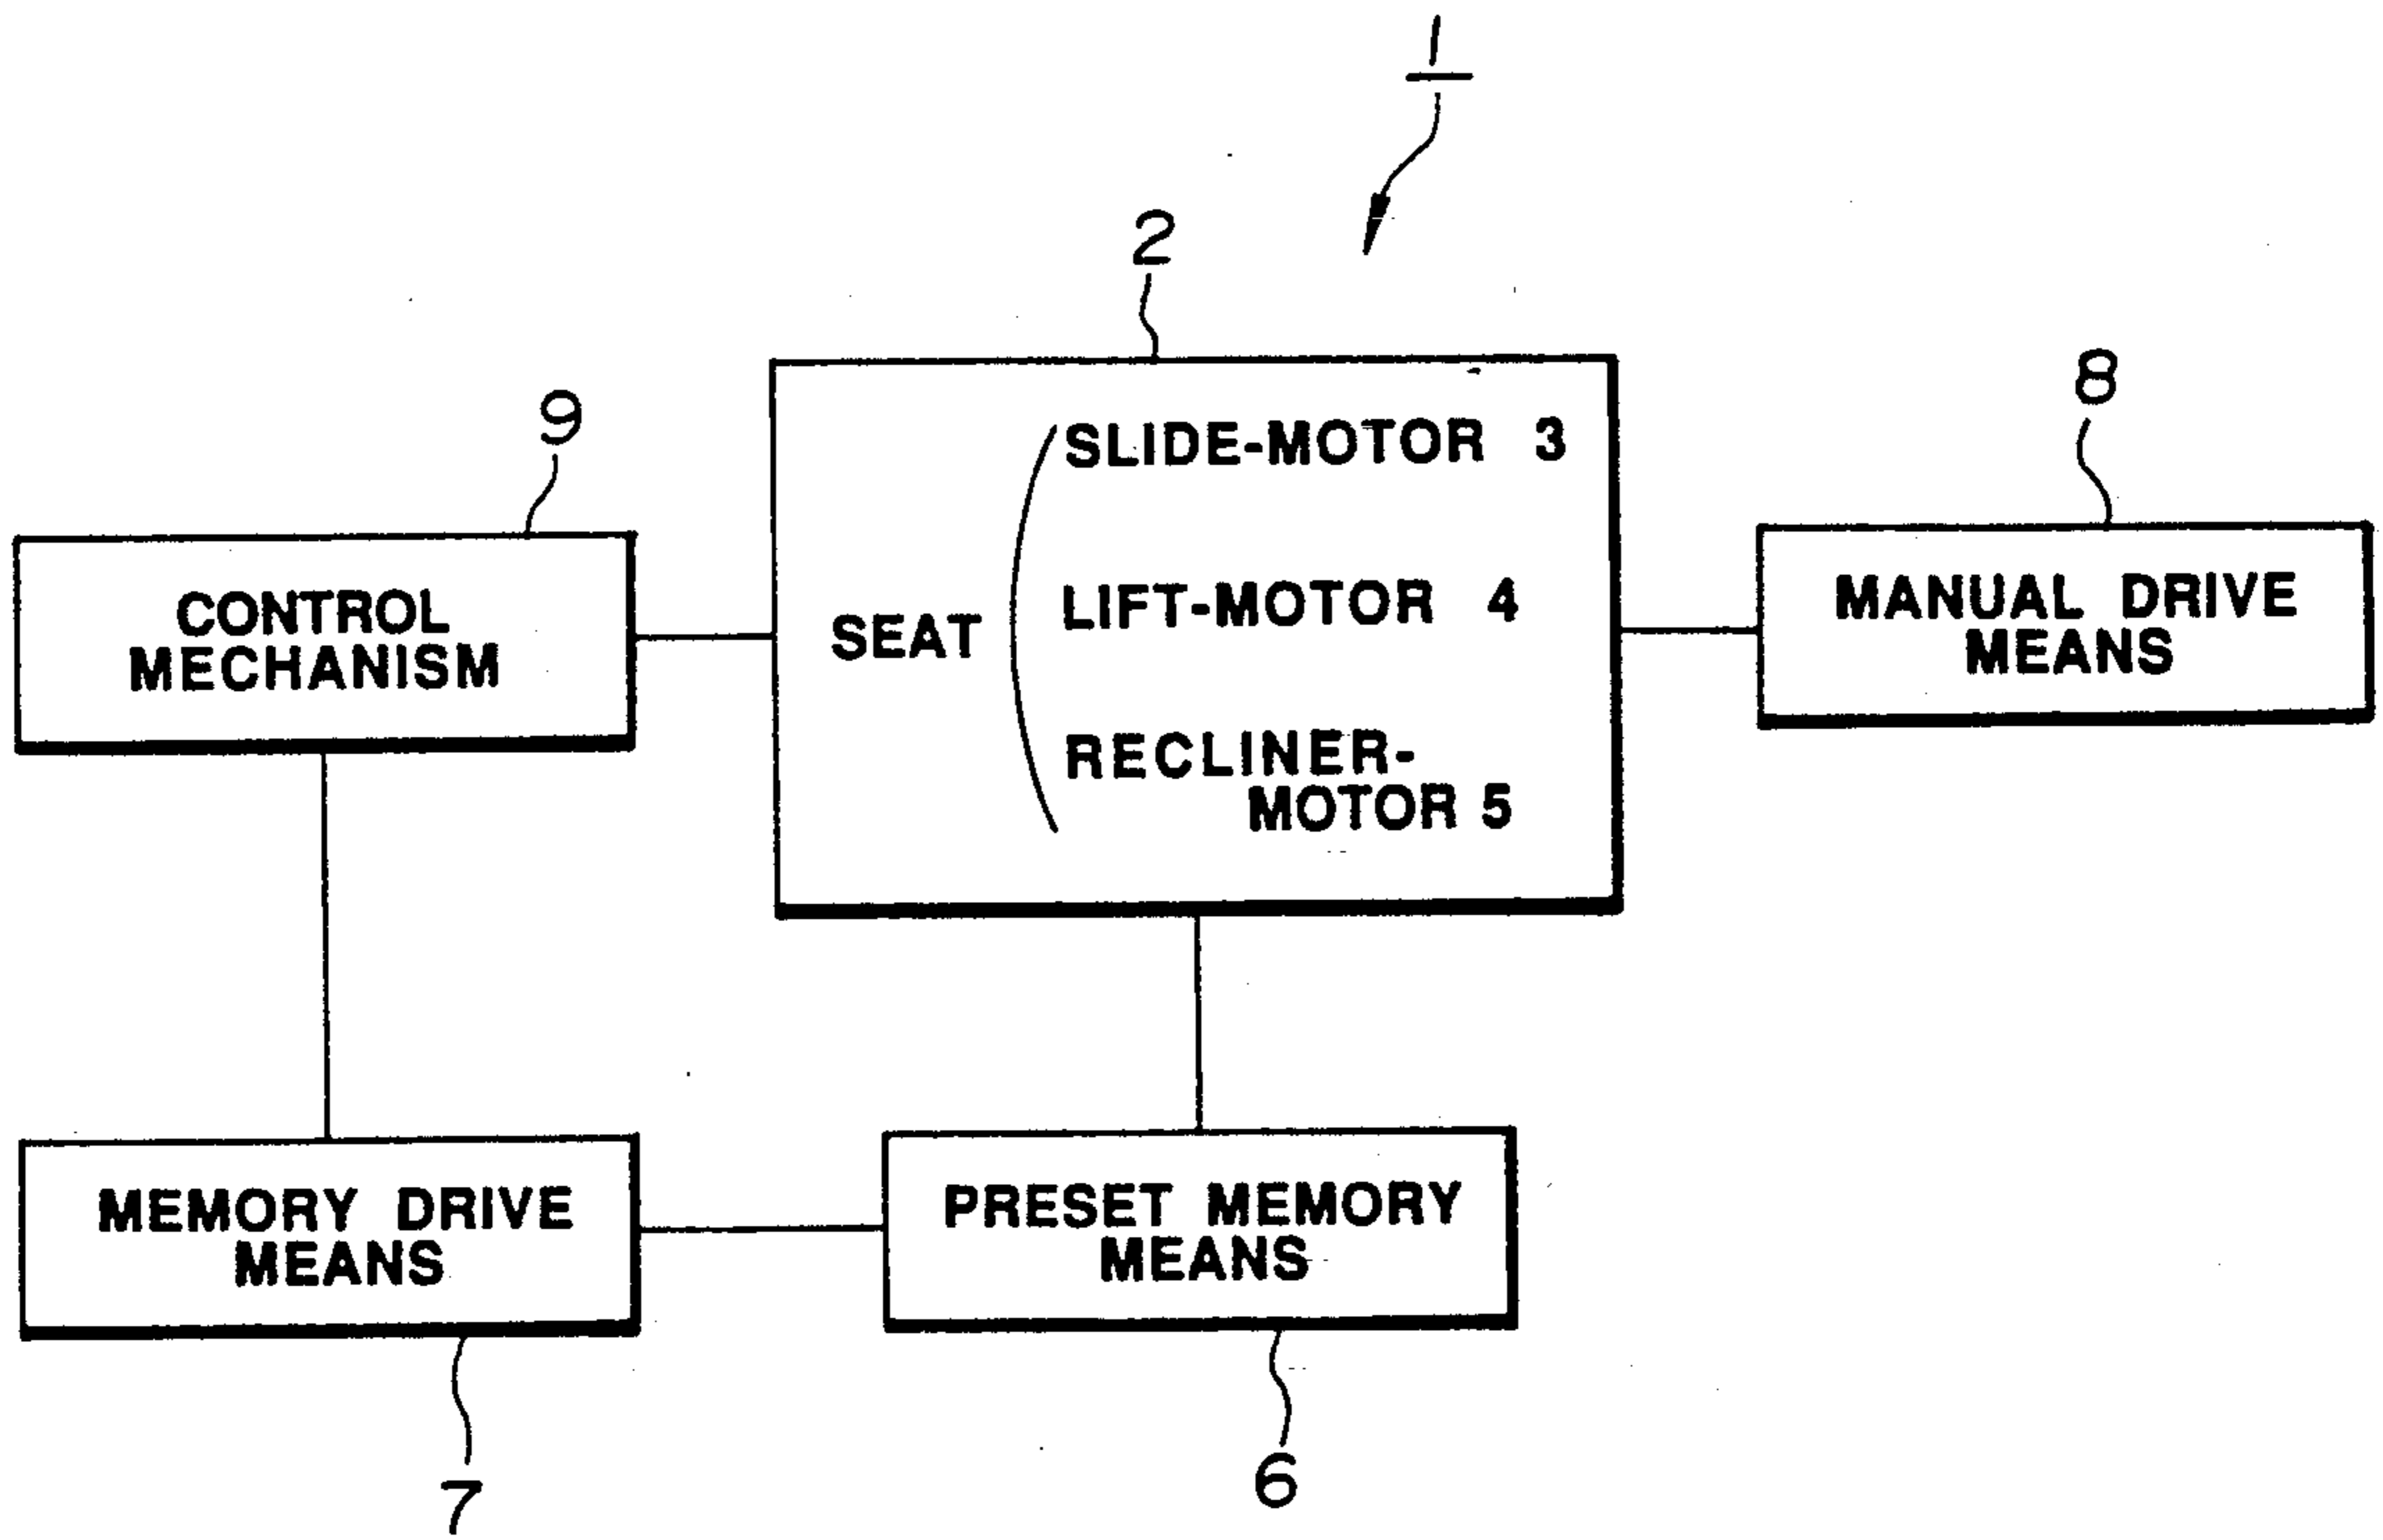 1
2
9
8
SLIDE-MOTOR 3
CONTROL
MECHANISM
SEAT
LIFT-MOTOR 4
MANUAL DRIVE
MEANS
RECLINER-
MOTOR 5
MEMORY DRIVE
MEANS
PRESET MEMORY
MEANS
7
6